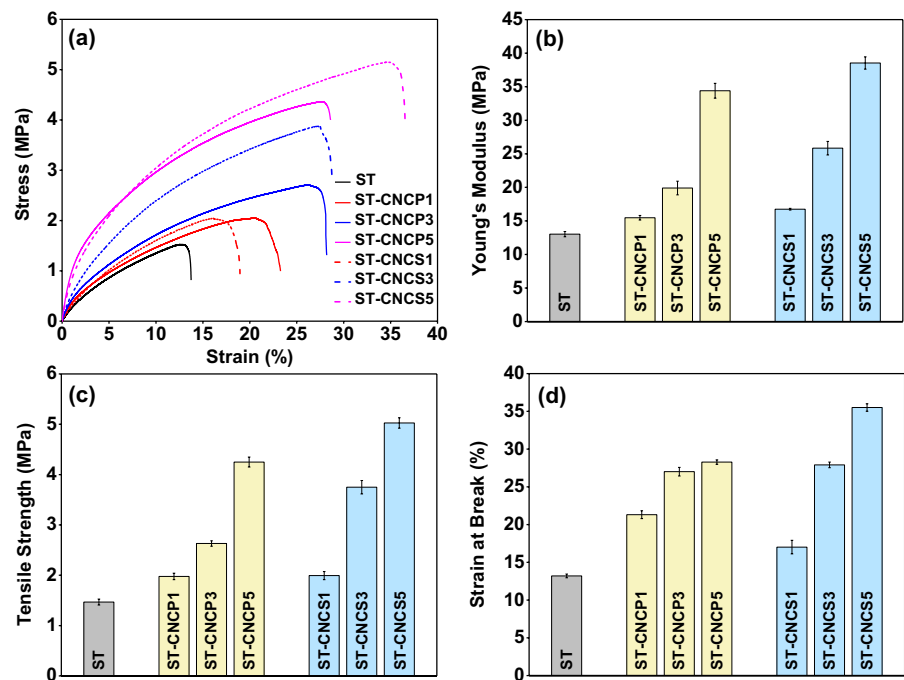 (a)
Stress (MPa)
6
5
4
3
2
1
0
0 5 10 15 20 25 30 35 40
Strain (%)
ST
ST-CNCP1
ST-CNCP3
ST-CNCP5
ST-CNCS1
ST-CNCS3
ST-CNCS5
(b)
Young's Modulus (MPa)
45
40
35
30
25
20
15
10
5
0
ST
ST-CNCP1
ST-CNCP3
ST-CNCP5
ST-CNCS1
ST-CNCS3
ST-CNCS5
(c)
Tensile Strength (MPa)
6
5
4
3
2
1
0
ST
ST-CNCP1
ST-CNCP3
ST-CNCP5
ST-CNCS1
ST-CNCS3
ST-CNCS5
(d)
Strain at Break (%)
40
35
30
25
20
15
10
5
0
ST
ST-CNCP1
ST-CNCP3
ST-CNCP5
ST-CNCS1
ST-CNCS3
ST-CNCS5